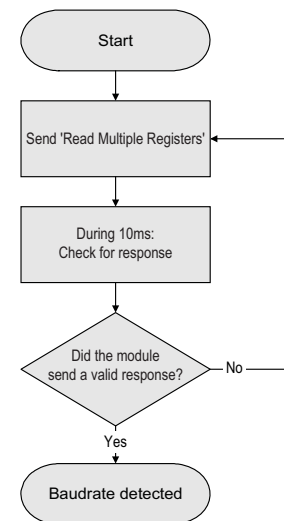 Start
Send 'Read Multiple Registers'
During 10ms:
Check for response
Did the module
send a valid response?
No
Yes
Baudrate detected